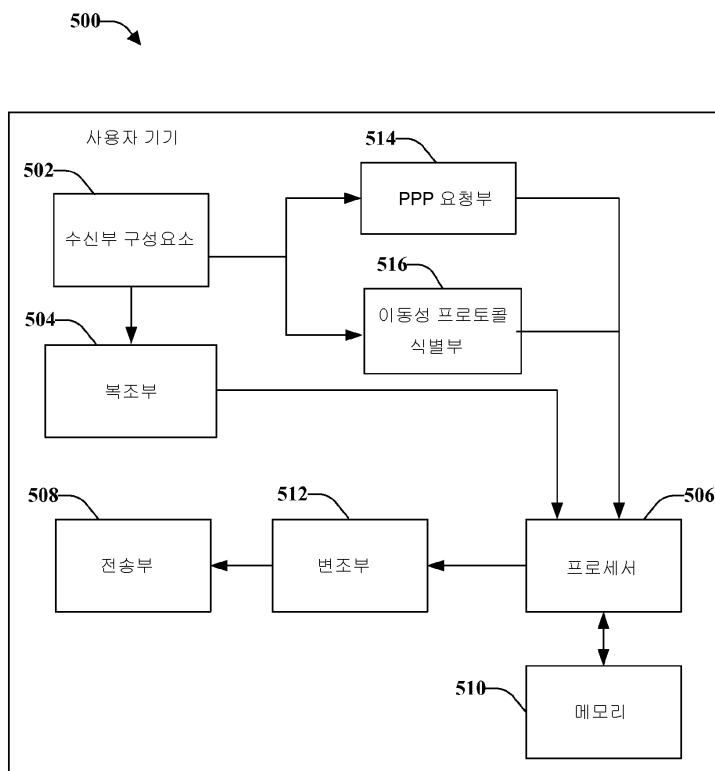 500
사용자 기기
502
수신부 구성요소
514
PPP 요청부
516
이동성 프로토콜
식별부
504
복조부
508
전송부
512
변조부
506
프로세서
510
메모리